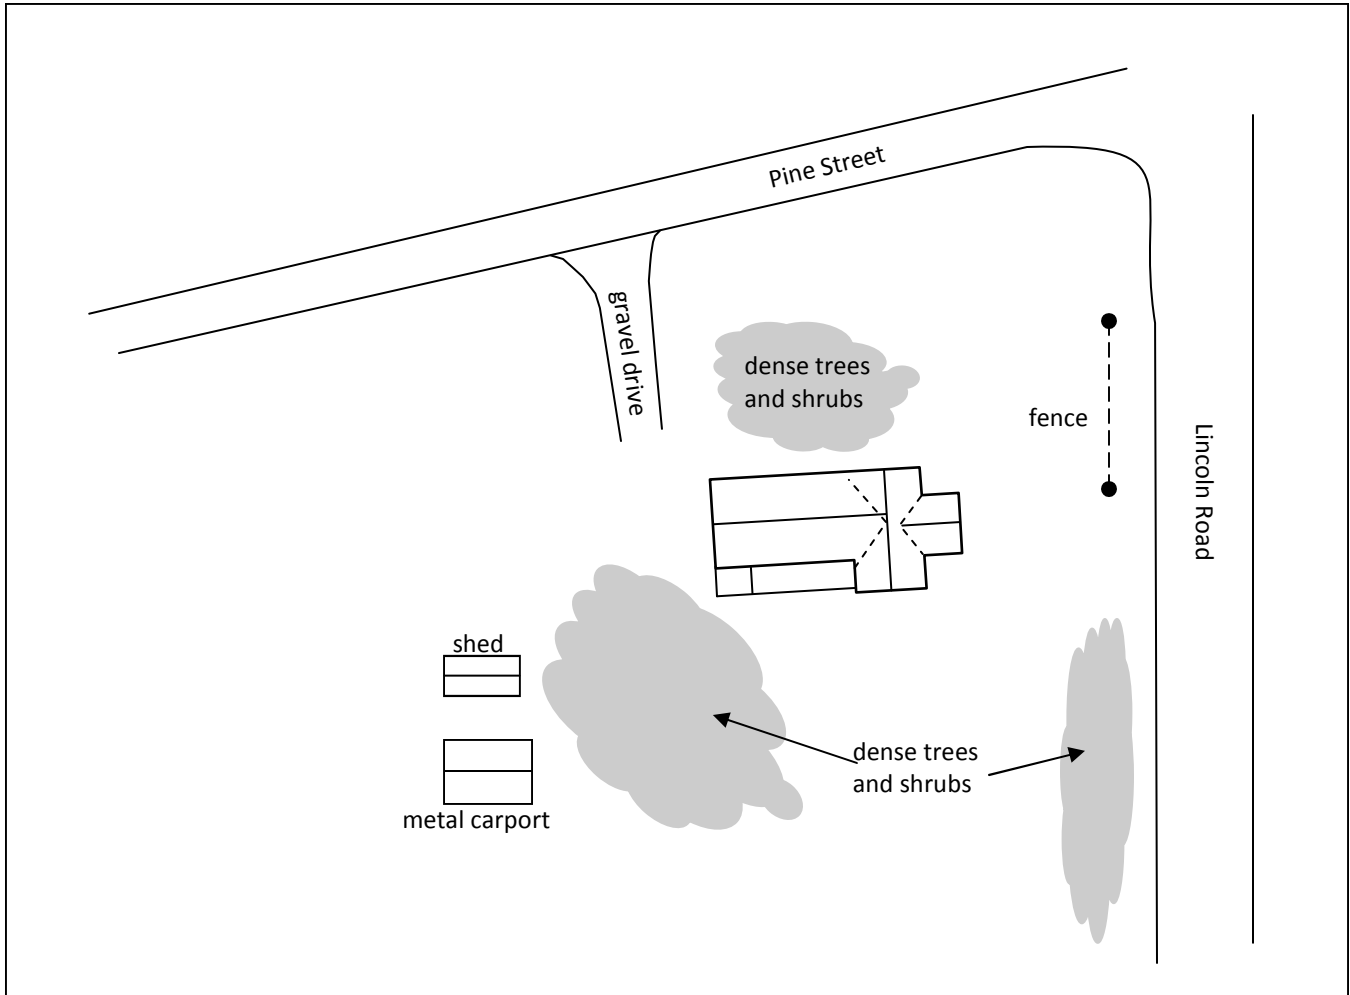 Pine Street
gravel drive
dense trees
and shrubs
fence
Lincoln Road
shed
dense trees
and shrubs
metal carport